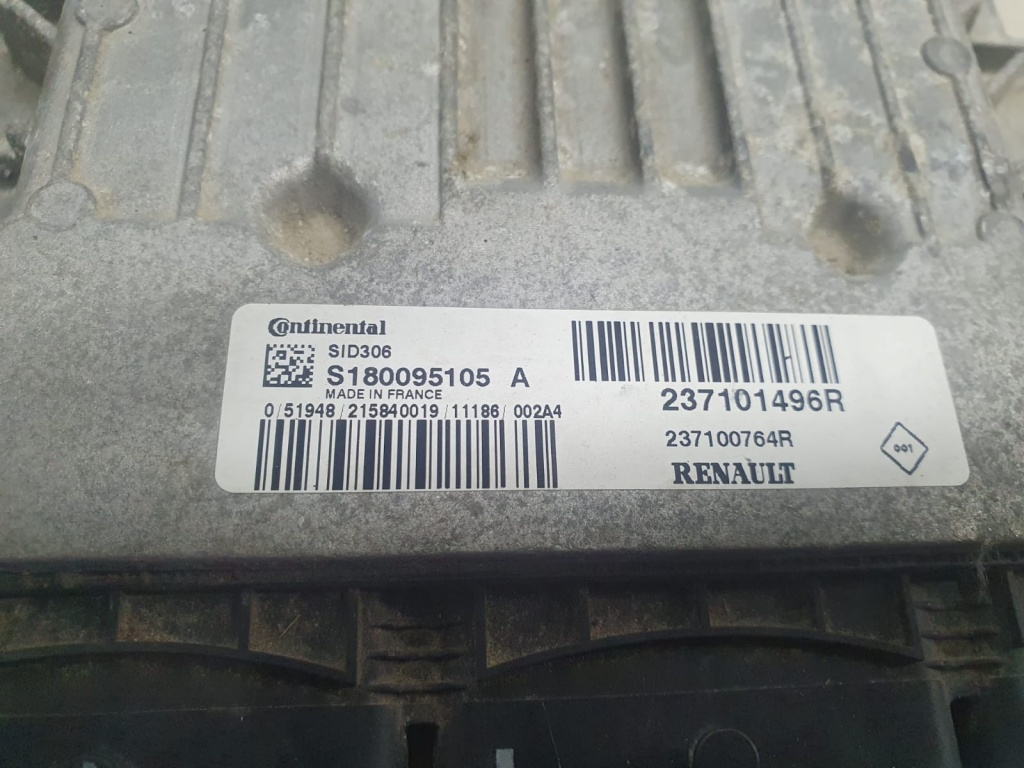 Continental
SID306
S180095105 A
MADE IN FRANCE
0/51948/215840019/11186/002A4
237101496R
237100764R
RENAULT
001